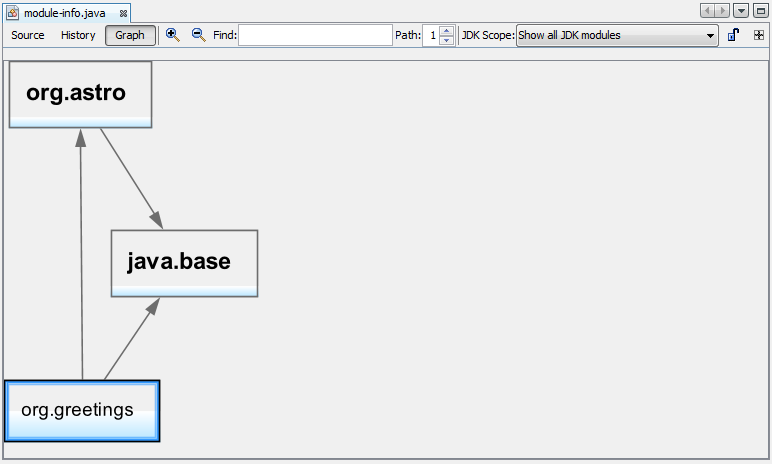 module-info.java
Source History Graph Find: Path: 1 JDK Scope: Show all JDK modules
org.astro
java.base
org.greetings